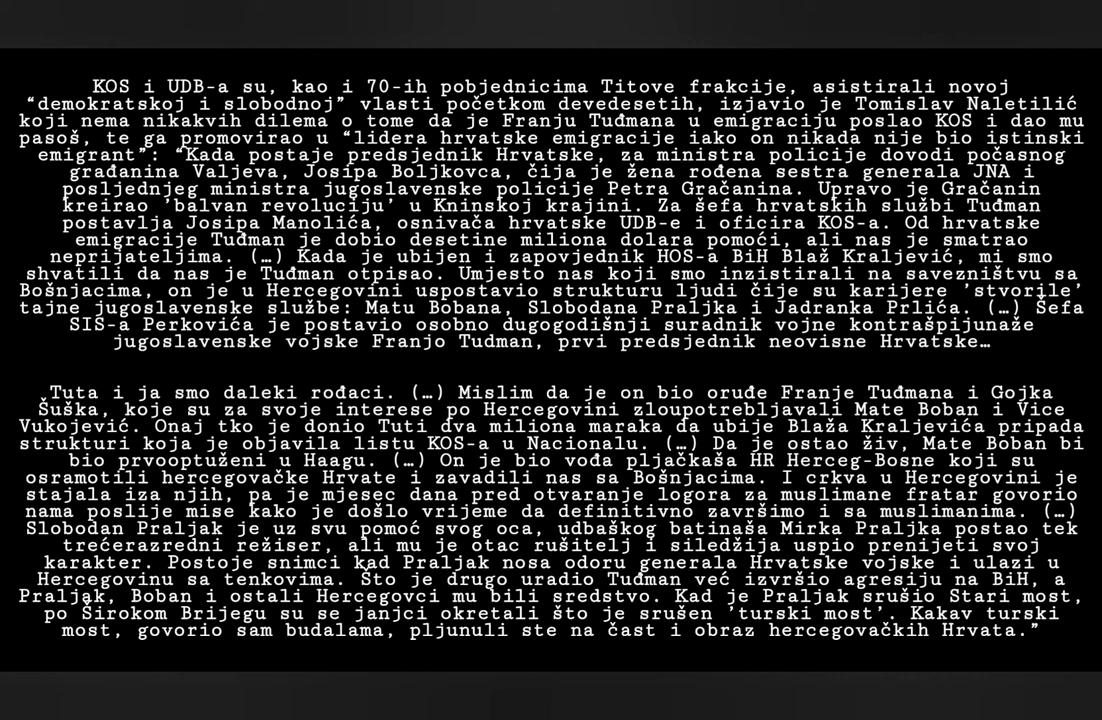 KOS i UDB-a su, kao i 70-ih pobjednicima Titove frakcije, asistirali novoj
“demokratskoj i slobodnoj” vlasti početkom devedesetih, izjavio je Tomislav Naletilić
koji nema nikakvih dilema o tome da je Franju Tuđmana u emigraciju poslao KOS i dao mu
pasoš, te ga promovirao u “lidera hrvatske emigracije iako on nikada nije bio istinski
emigrant”: “Kada postaje predsjednik Hrvatske, za ministra policije dovodi počasnog
građanina Valjeva, Josipa Boljkovca, čija je žena rođena sestra generala JNA i
posljednjeg ministra jugoslavenske policije Petra Gračanina. Upravo je Gračanin
kreirao 'balvan revoluciju' u Kninskoj krajini. Za šefa hrvatskih službi Tuđman
postavlja Josipa Manolića, osnivača hrvatske UDB-e i oficira KOS-a. Od hrvatske
emigracije Tuđman je dobio desetine miliona dolara pomoći, ali nas je smatrao
neprijateljima. (…) Kada je ubijen i zapovjednik HOS-a BiH Blaž Kraljević, mi smo
shvatili da nas je Tuđman otpisao. Umjesto nas koji smo inzistirali na savezništvu sa
Bošnjacima, on je u Hercegovini uspostavio strukturu ljudi čije su karijere 'stvorile'
tajne jugoslavenske službe: Matu Bobana, Slobodana Praljka i Jadranka Prlića. (…) Šefa
SIS-a Perkovića je postavio osobno dugogodišnji suradnik vojne kontrašpijunaže
jugoslavenske vojske Franjo Tudman, prvi predsjednik neovisne Hrvatske…
Tuta i ja smo daleki rođaci. (…) Mislim da je on bio oruđe Franje Tuđmana i Gojka
Šuška, koje su za svoje interese po Hercegovini zloupotrebljavali Mate Boban i Vice
Vukojević. Onaj tko je donio Tuti dva miliona maraka da ubije Blaža Kraljevića pripada
strukturi koja je objavila listu KOS-a u Nacionalu. (…) Da je ostao živ, Mate Boban bi
bio prvooptuženi u Haagu. (…) On je bio vođa pljačkaša HR Herceg-Bosne koji su
osramotili hercegovačke Hrvate i zavadili nas sa Bošnjacima. I crkva u Hercegovini je
stajala iza njih, pa je mjesec dana pred otvaranje logora za muslimane fratar govorio
nama poslije mise kako je došlo vrijeme da definitivno završimo i sa muslimanima. (…)
Slobodan Praljak je uz svu pomoć svog oca, udbaškog batinaša Mirka Praljka postao tek
trećerazredni režiser, ali mu je otac rušitelj i siledžija uspio prenijeti svoj
karakter. Postoje snimci kad Praljak nosa odoru generala Hrvatske vojske i ulazi u
Hercegovinu sa tenkovima. Što je drugo uradio Tuđman već izvršio agresiju na BiH, a
Praljak, Boban i ostali Hercegovci mu bili sredstvo. Kad je Praljak srušio Stari most,
po Širokom Brijegu su se janjci okretali što je srušen 'turski most'. Kakav turski
most, govorio sam budalama, pljunuli ste na čast i obraz hercegovačkih Hrvata.”